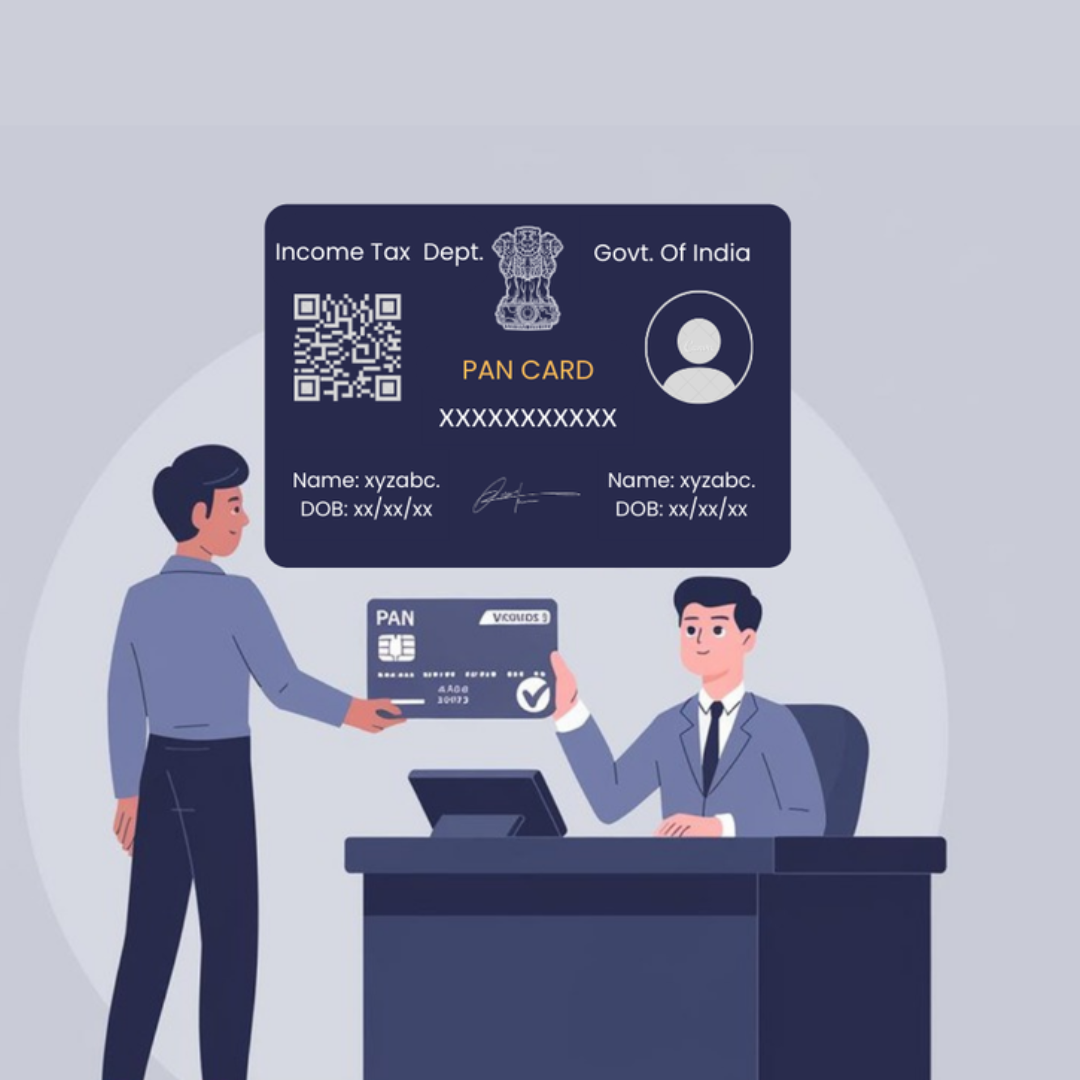 Income Tax Dept. Govt. Of India
PAN CARD
XXXXXXXXXXX
Name: xyzabc. Name: xyzabc.
DOB: xx/xx/xx DOB: xx/xx/xx
PAN